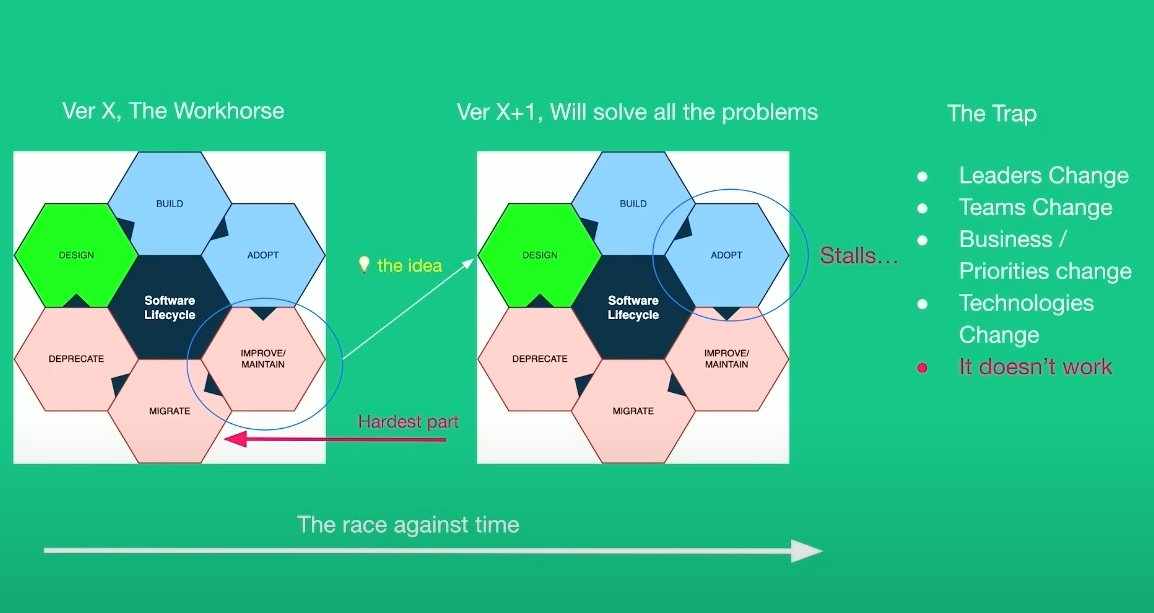 Ver X, The Workhorse
Ver X+1, Will solve all the problems
The Trap
BUILD
DESIGN
ADOPT
Software
Lifecycle
DEPRECATE
IMPROVE/
MAINTAIN
MIGRATE
the idea
Hardest part
BUILD
DESIGN
ADOPT
Software
Lifecycle
DEPRECATE
IMPROVE/
MAINTAIN
MIGRATE
Stalls...
● Leaders Change
● Teams Change
● Business /
Priorities change
● Technologies
Change
● It doesn't work
The race against time